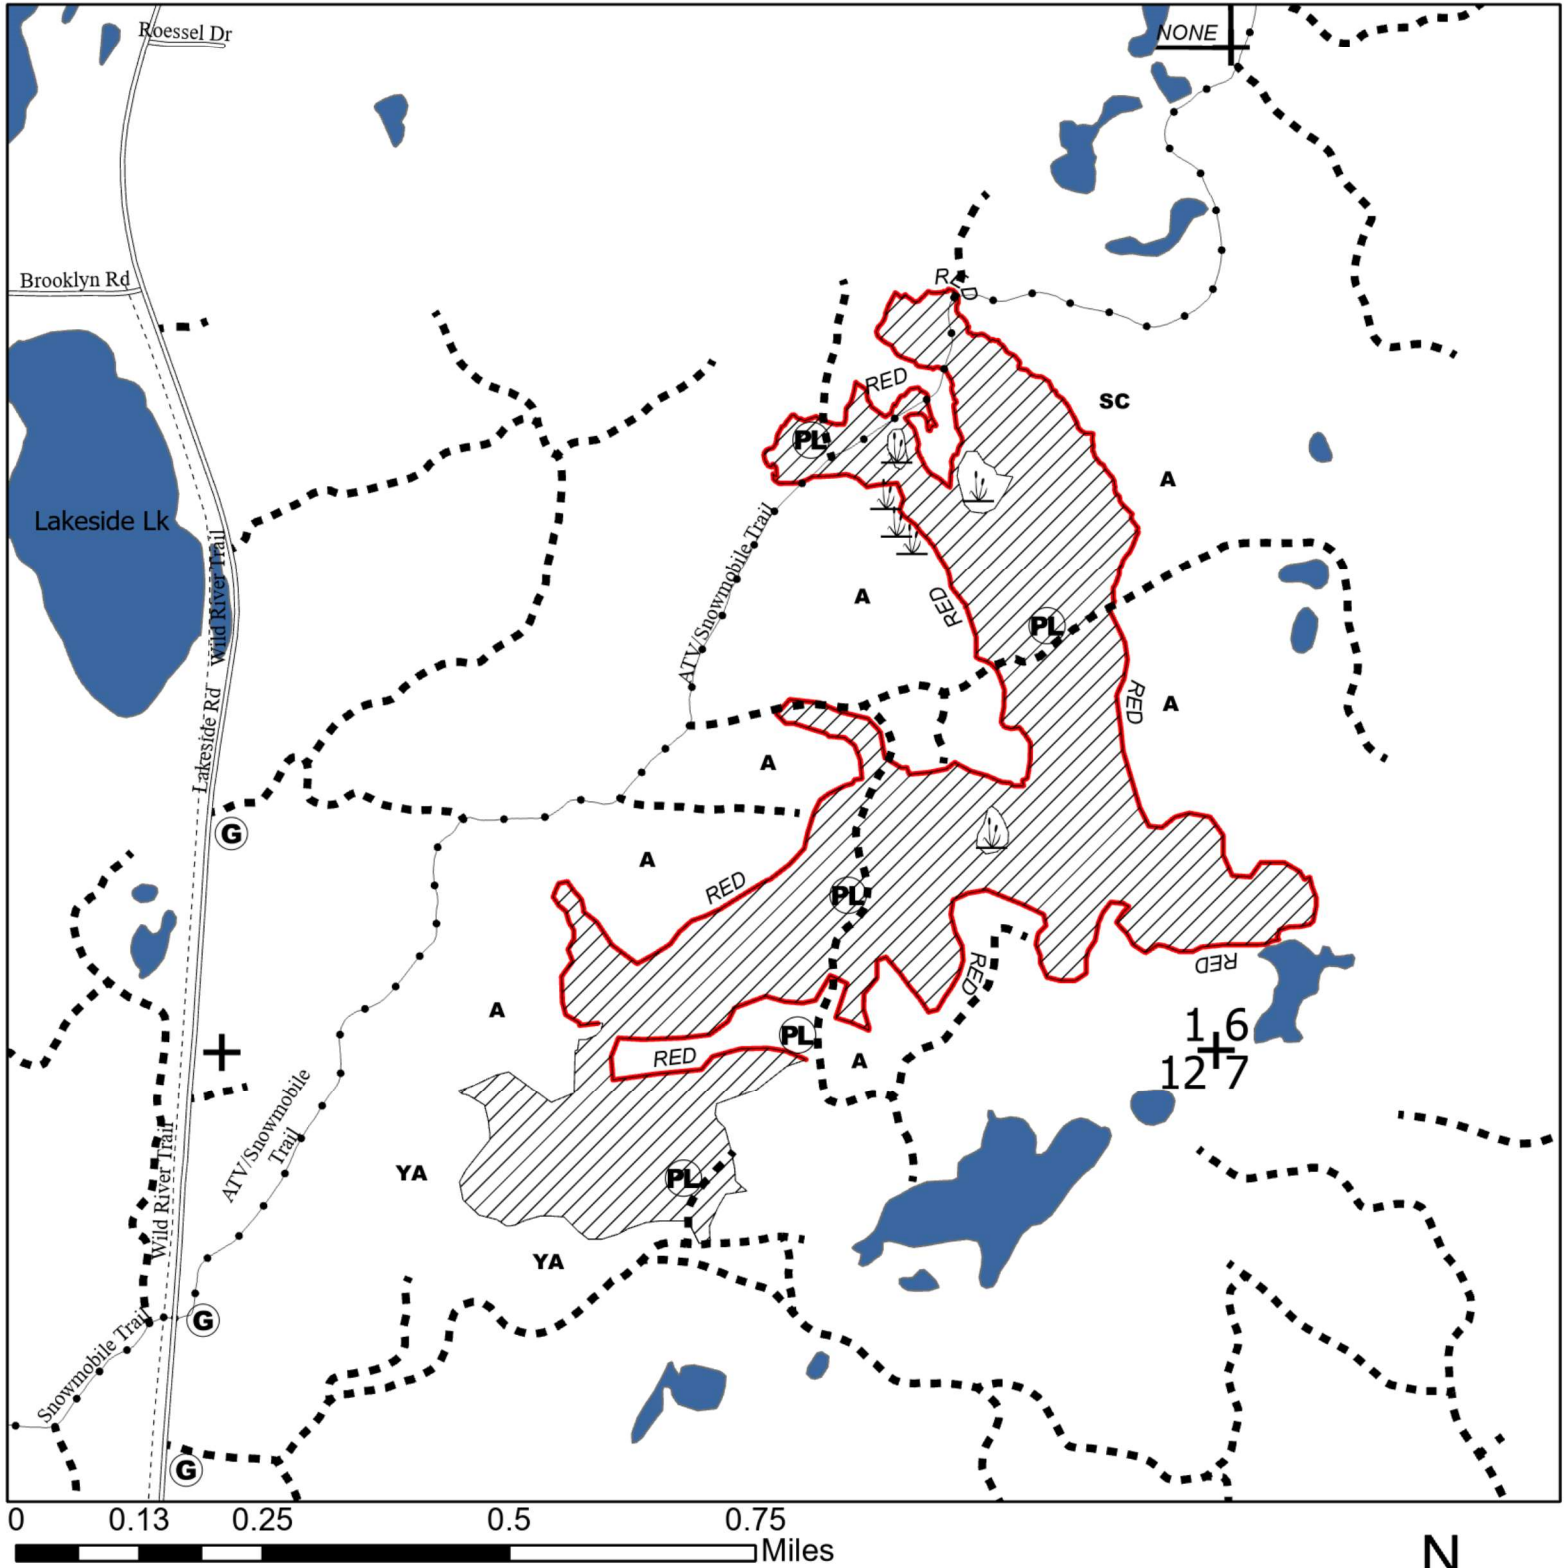 Roessel Dr
NONE
Brooklyn Rd
RED
RED
SC
PL
A
Lakeside Lk
Wild River Trail
ATV/Snowmobile Trail
A
RED
PL
Lakeside Rd
RED
A
A
G
A
RED
PL
RED
RED
A
1 6
12 7
PL
RED
A
ATV/Snowmobile
Trail
Wild River Trail
YA
PL
YA
G
Snowmobile Trail
G
0 0.13 0.25 0.5 0.75
Miles
N